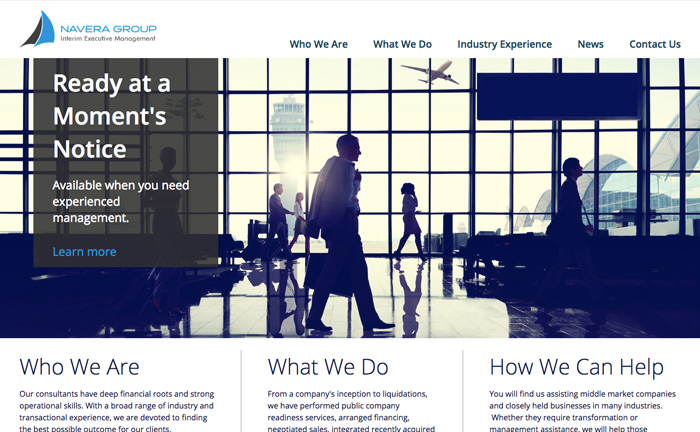 NAVERA GROUP
Interim Executive Management
Who We Are
What We Do
Industry Experience
News
Contact Us
Ready at a
Moment's
Notice
Available when you need
experienced
management.
Learn more
Who We Are
Our consultants have deep financial roots and strong
operational skills. With a broad range of industry and
transactional experience, we are devoted to finding
the best possible outcome for our clients.
What We Do
From a company's inception to liquidations,
we have performed public company
readiness services, arranged financing,
negotiated sales, integrated recently acquired
How We Can Help
You will find us assisting middle market companies
and closely held businesses in many industries.
Whether they require transformation or
management assistance, we will help those